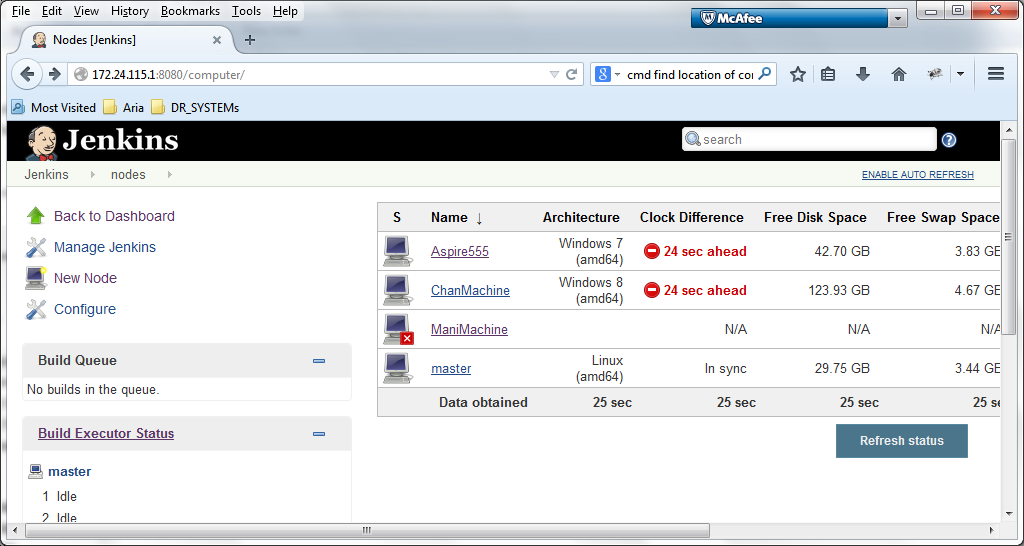 File Edit View History Bookmarks Tools Help
McAfee
Nodes [Jenkins]
172.24.115.1:8080/computer/
cmd find location of co
Most Visited Aria DR_SYSTEMs
Jenkins
search
Jenkins nodes
ENABLE AUTO REFRESH
Back to Dashboard
Manage Jenkins
New Node
Configure
Build Queue
No builds in the queue.
Build Executor Status
master
1 Idle
2 Idle
S Name ↓ Architecture Clock Difference Free Disk Space Free Swap Space
Aspire555 Windows 7 (amd64) 24 sec ahead 42.70 GB 3.83 GB
ChanMachine Windows 8 (amd64) 24 sec ahead 123.93 GB 4.67 GB
ManiMachine N/A N/A N/A
master Linux (amd64) In sync 29.75 GB 3.44 GB
Data obtained 25 sec 25 sec 25 sec 25 se
Refresh status